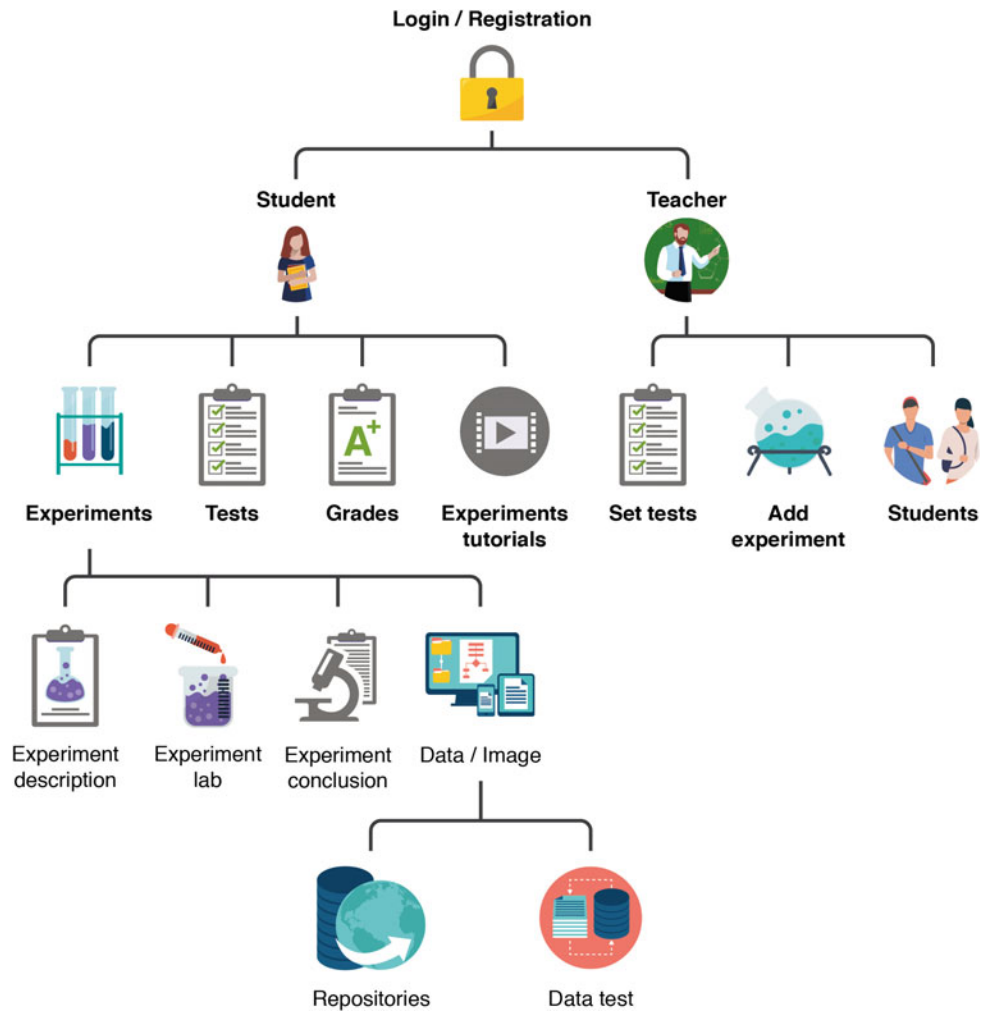 Login / Registration
Student
Teacher
A+
Experiments
Tests
Grades
Experiments
tutorials
Set tests
Add
experiment
Students
Experiment
description
Experiment
lab
Experiment
conclusion
Data / Image
Repositories
Data test